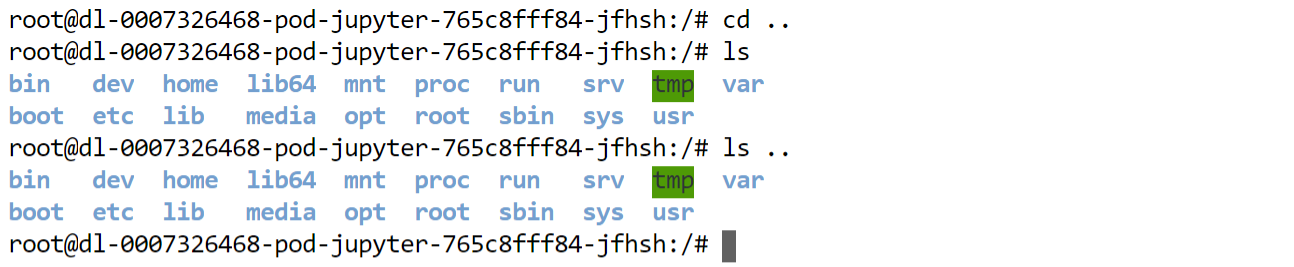 root@dl-0007326468-pod-jupyter-765c8fff84-jfhsh:/# cd ..
root@dl-0007326468-pod-jupyter-765c8fff84-jfhsh:/# ls
bin   dev  home  lib64  mnt  proc  run   srv  tmp  var
boot  etc  lib   media  opt  root  sbin  sys  usr
root@dl-0007326468-pod-jupyter-765c8fff84-jfhsh:/# ls ..
bin   dev  home  lib64  mnt  proc  run   srv  tmp  var
boot  etc  lib   media  opt  root  sbin  sys  usr
root@dl-0007326468-pod-jupyter-765c8fff84-jfhsh:/#